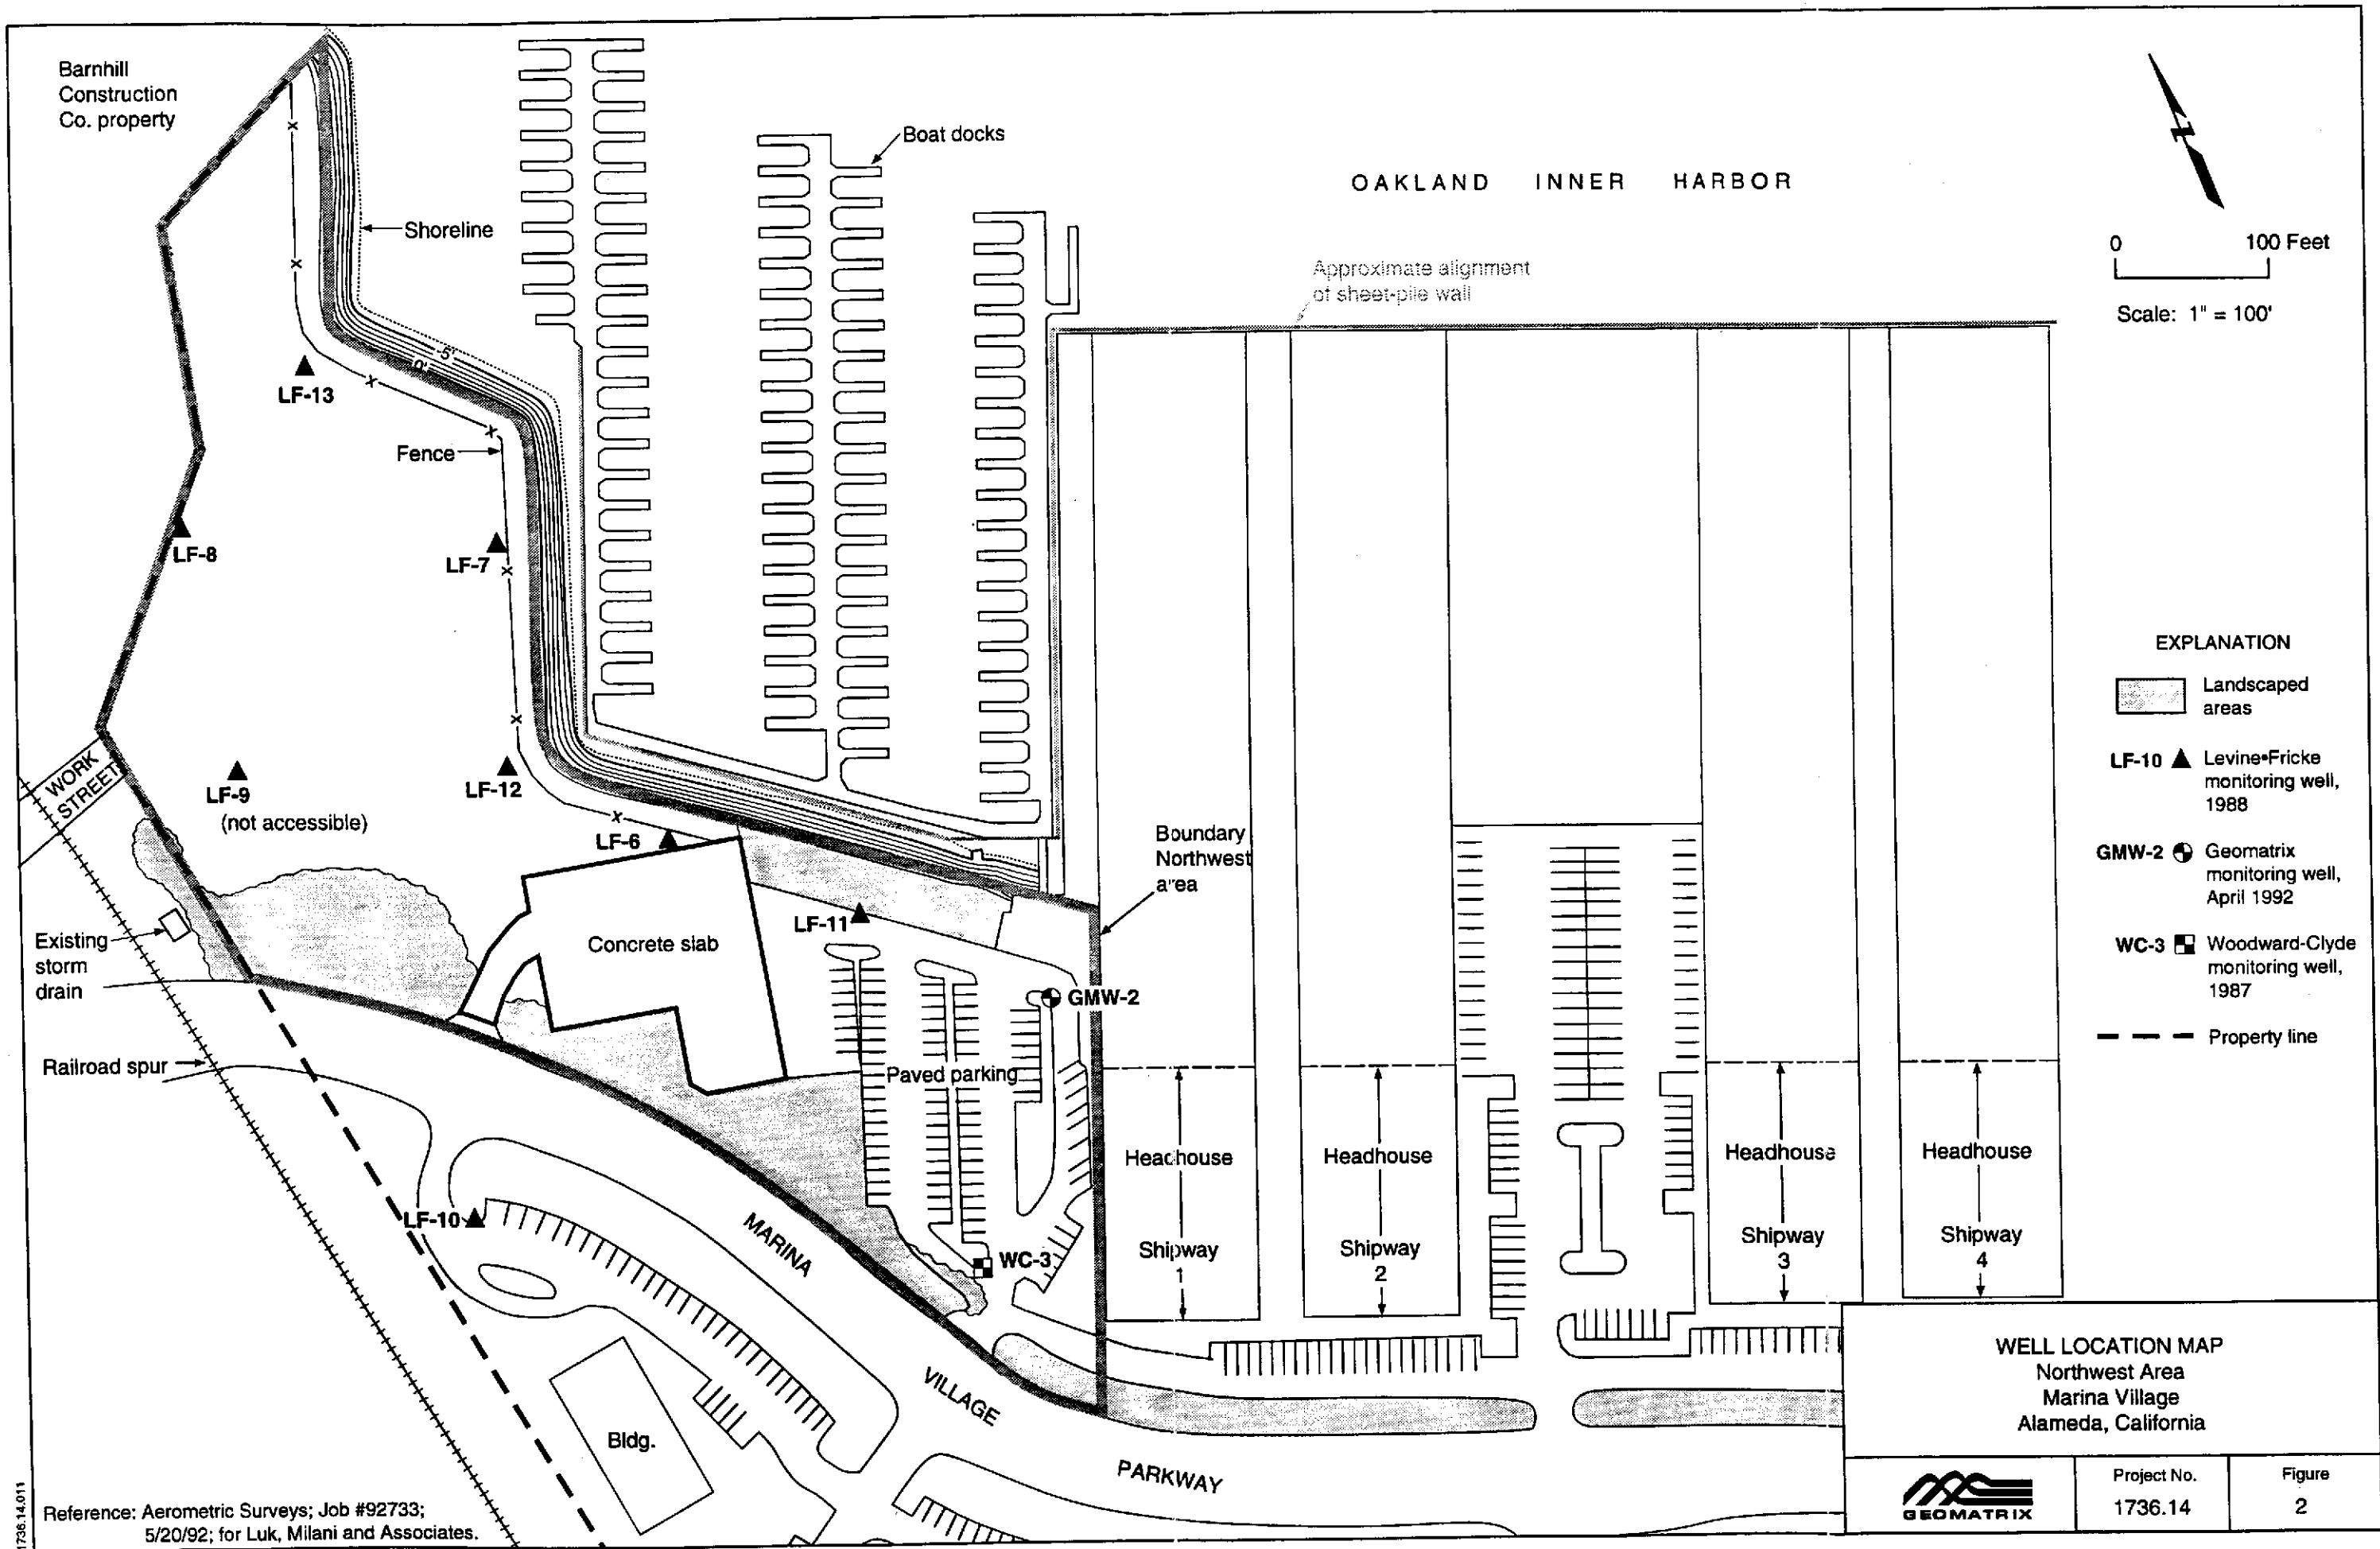 Barnhill
Construction
Co. property
Boat docks
OAKLAND INNER HARBOR
Shoreline
0 100 Feet
Scale: 1" = 100'
Approximate alignment
of sheet-pile wall
-5'
0'
LF-13
Fence
LF-8
LF-7
WORK
STREET
LF-9
(not accessible)
LF-12
LF-6
Boundary
Northwest
area
LF-11
Concrete slab
Existing
storm
drain
GMW-2
Railroad spur
Paved parking
LF-10
WC-3
Headhouse
Shipway
1
Headhouse
Shipway
2
Headhouse
Shipway
3
Headhouse
Shipway
4
MARINA
VILLAGE
PARKWAY
Bldg.
EXPLANATION
Landscaped
areas
LF-10 Levine•Fricke
monitoring well,
1988
GMW-2 Geomatrix
monitoring well,
April 1992
WC-3 Woodward-Clyde
monitoring well,
1987
Property line
WELL LOCATION MAP
Northwest Area
Marina Village
Alameda, California
GEOMATRIX
Project No.
1736.14
Figure
2
Reference: Aerometric Surveys; Job #92733;
5/20/92; for Luk, Milani and Associates.
1736.14.011